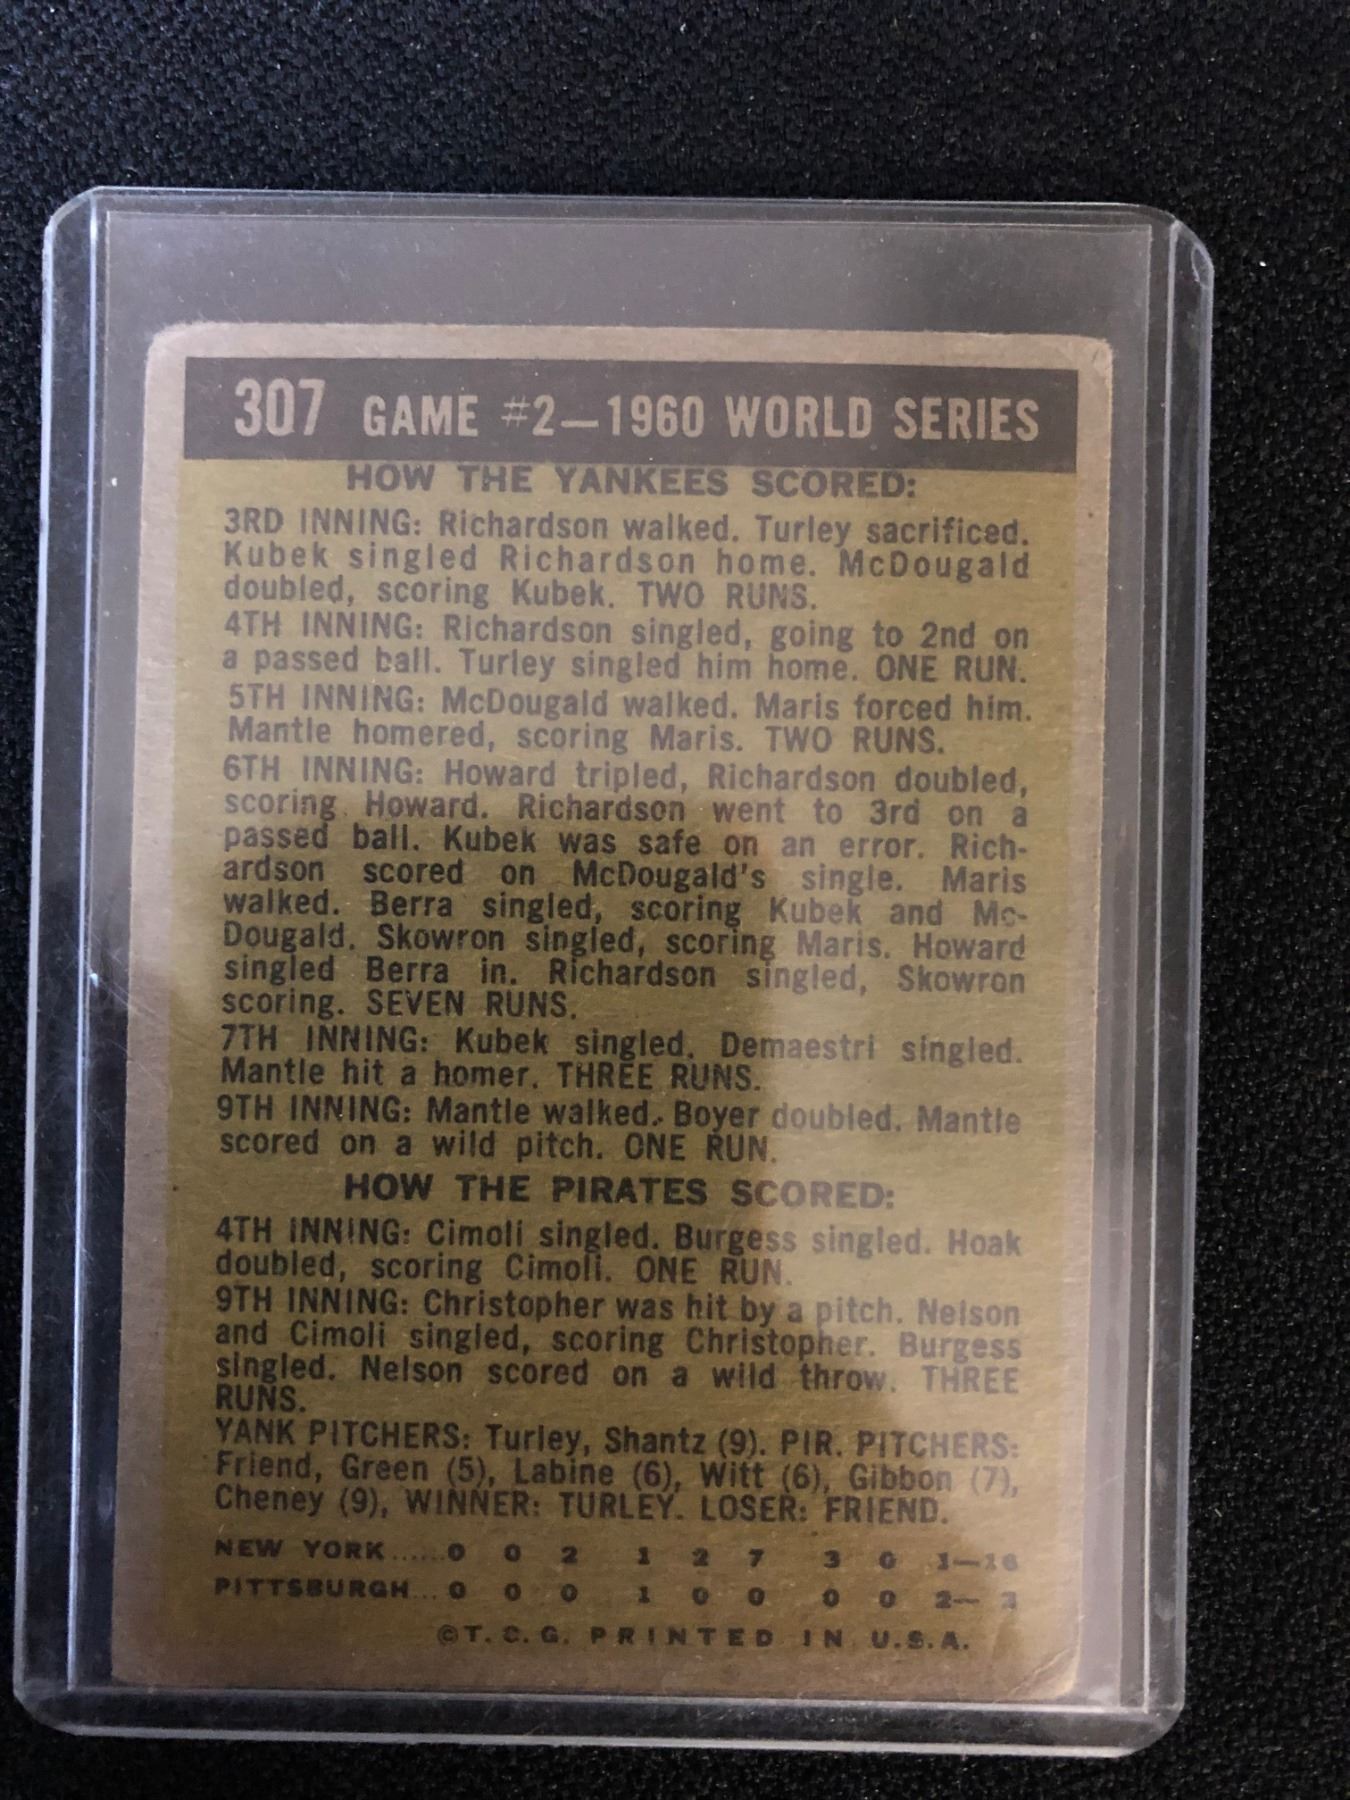 307 GAME #2—1960 WORLD SERIES
HOW THE YANKEES SCORED:
3RD INNING: Richardson walked. Turley sacrificed.
Kubek singled Richardson home. McDougald
doubled, scoring Kubek. TWO RUNS.
4TH INNING: Richardson singled, going to 2nd on
a passed ball. Turley singled him home. ONE RUN.
5TH INNING: McDougald walked. Maris forced him.
Mantle homered, scoring Maris. TWO RUNS.
6TH INNING: Howard tripled, Richardson doubled,
scoring Howard. Richardson went to 3rd on a
passed ball. Kubek was safe on an error. Rich-
ardson scored on McDougald's single. Maris
walked. Berra singled, scoring Kubek and Mc-
Dougald. Skowron singled, scoring Maris. Howard
singled Berra in. Richardson singled, Skowron
scoring. SEVEN RUNS.
7TH INNING: Kubek singled. Demaestri singled.
Mantle hit a homer. THREE RUNS.
9TH INNING: Mantle walked. Boyer doubled. Mantle
scored on a wild pitch. ONE RUN.
HOW THE PIRATES SCORED:
4TH INNING: Cimoli singled. Burgess singled. Hoak
doubled, scoring Cimoli. ONE RUN.
9TH INNING: Christopher was hit by a pitch. Nelson
and Cimoli singled, scoring Christopher. Burgess
singled. Nelson scored on a wild throw. THREE
RUNS.
YANK PITCHERS: Turley, Shantz (9). PIR. PITCHERS:
Friend, Green (5), Labine (6), Witt (6), Gibbon (7),
Cheney (9), WINNER: TURLEY. LOSER: FRIEND.
NEW YORK......0 0 2 1 2 7 3 0 1—16
PITTSBURGH...0 0 0 1 0 0 0 0 2— 3
©T. C. G. PRINTED IN U.S.A.